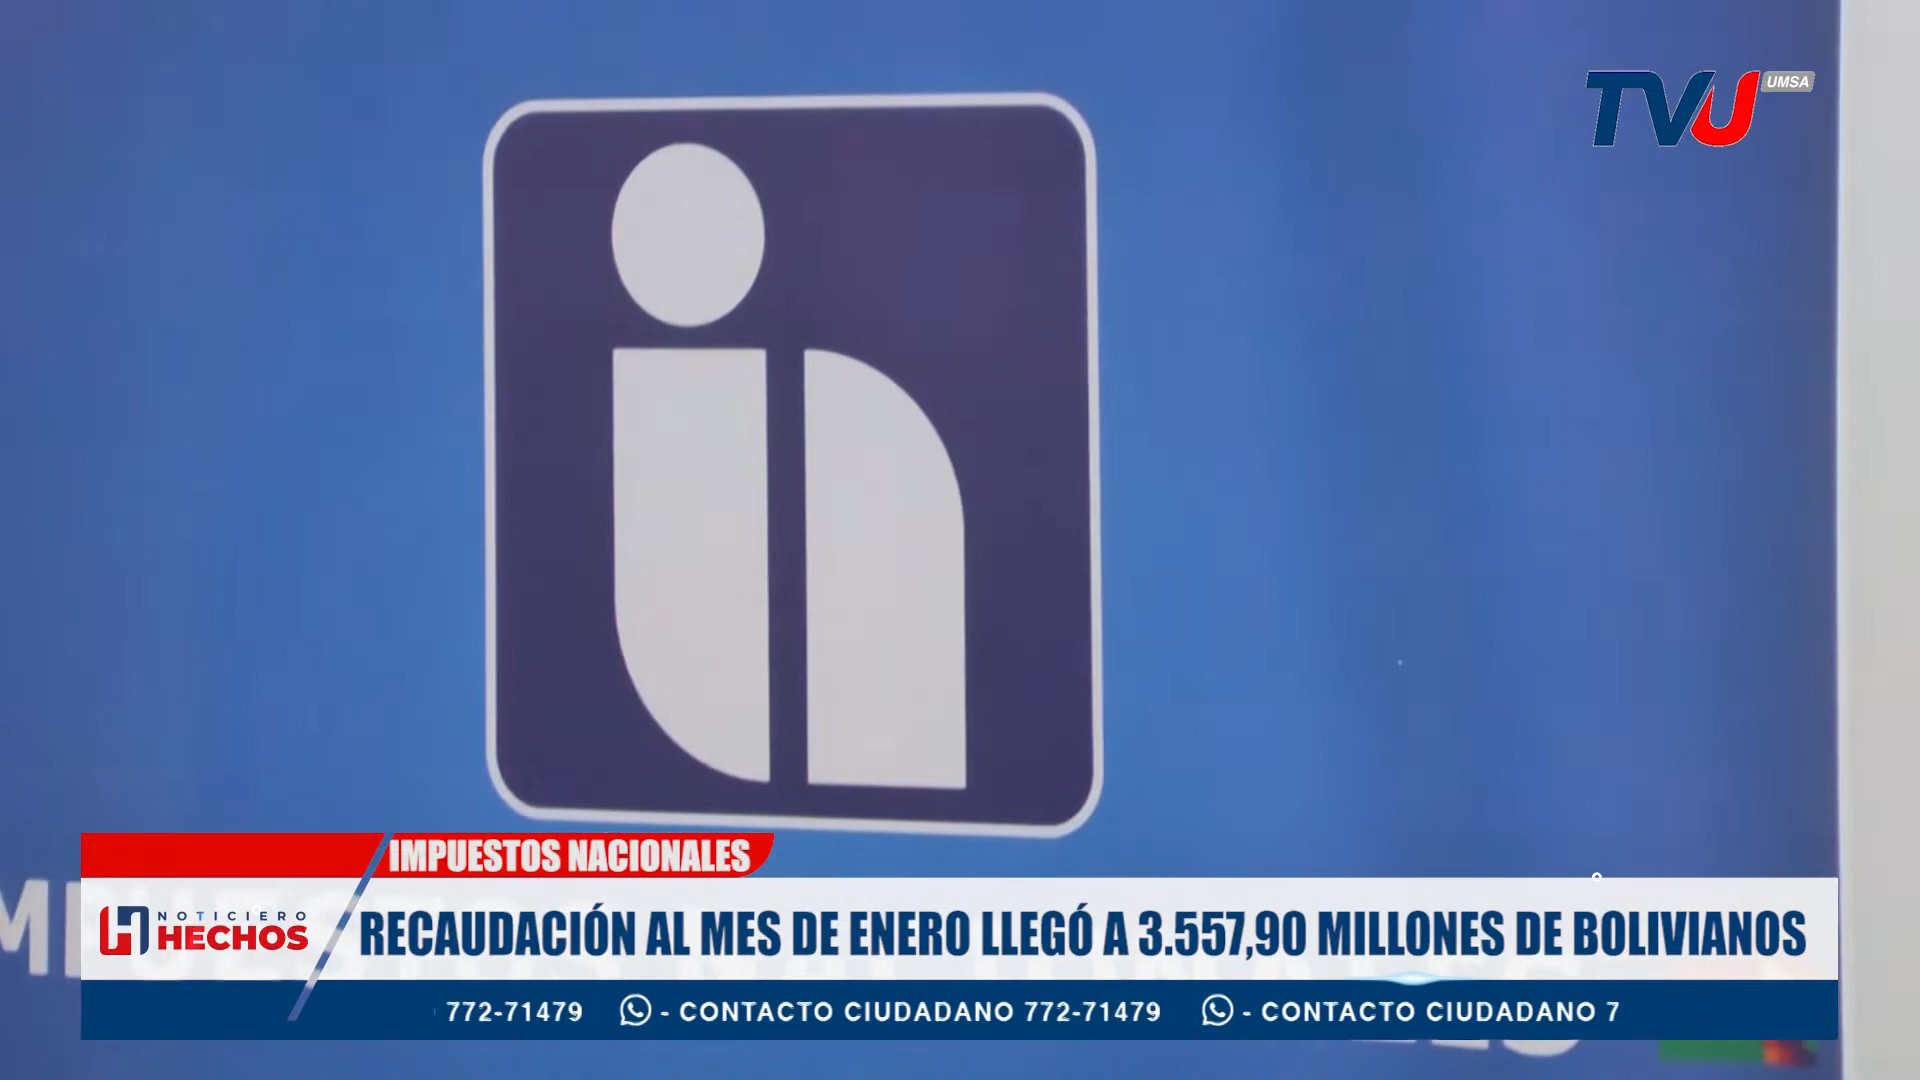 TVU UMSA
in
IMPUESTOS NACIONALES
NOTICIERO
HECHOS
RECAUDACIÓN AL MES DE ENERO LLEGÓ A 3.557,90 MILLONES DE BOLIVIANOS
772-71479 - CONTACTO CIUDADANO 772-71479 - CONTACTO CIUDADANO 7